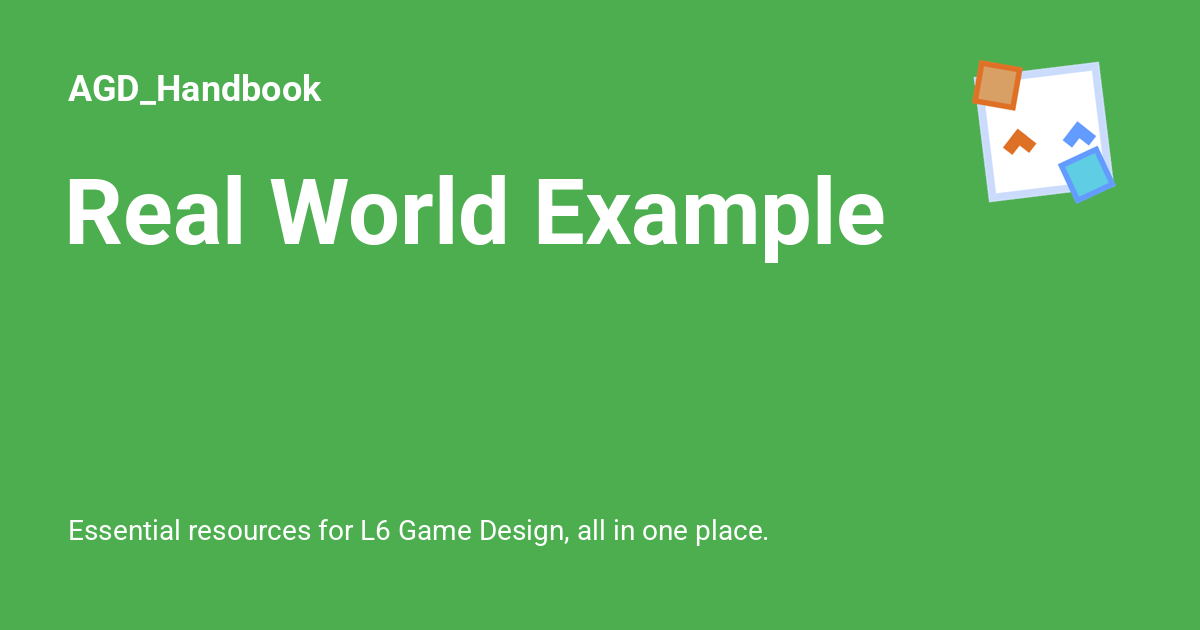 AGD_Handbook
Real World Example
Essential resources for L6 Game Design, all in one place.